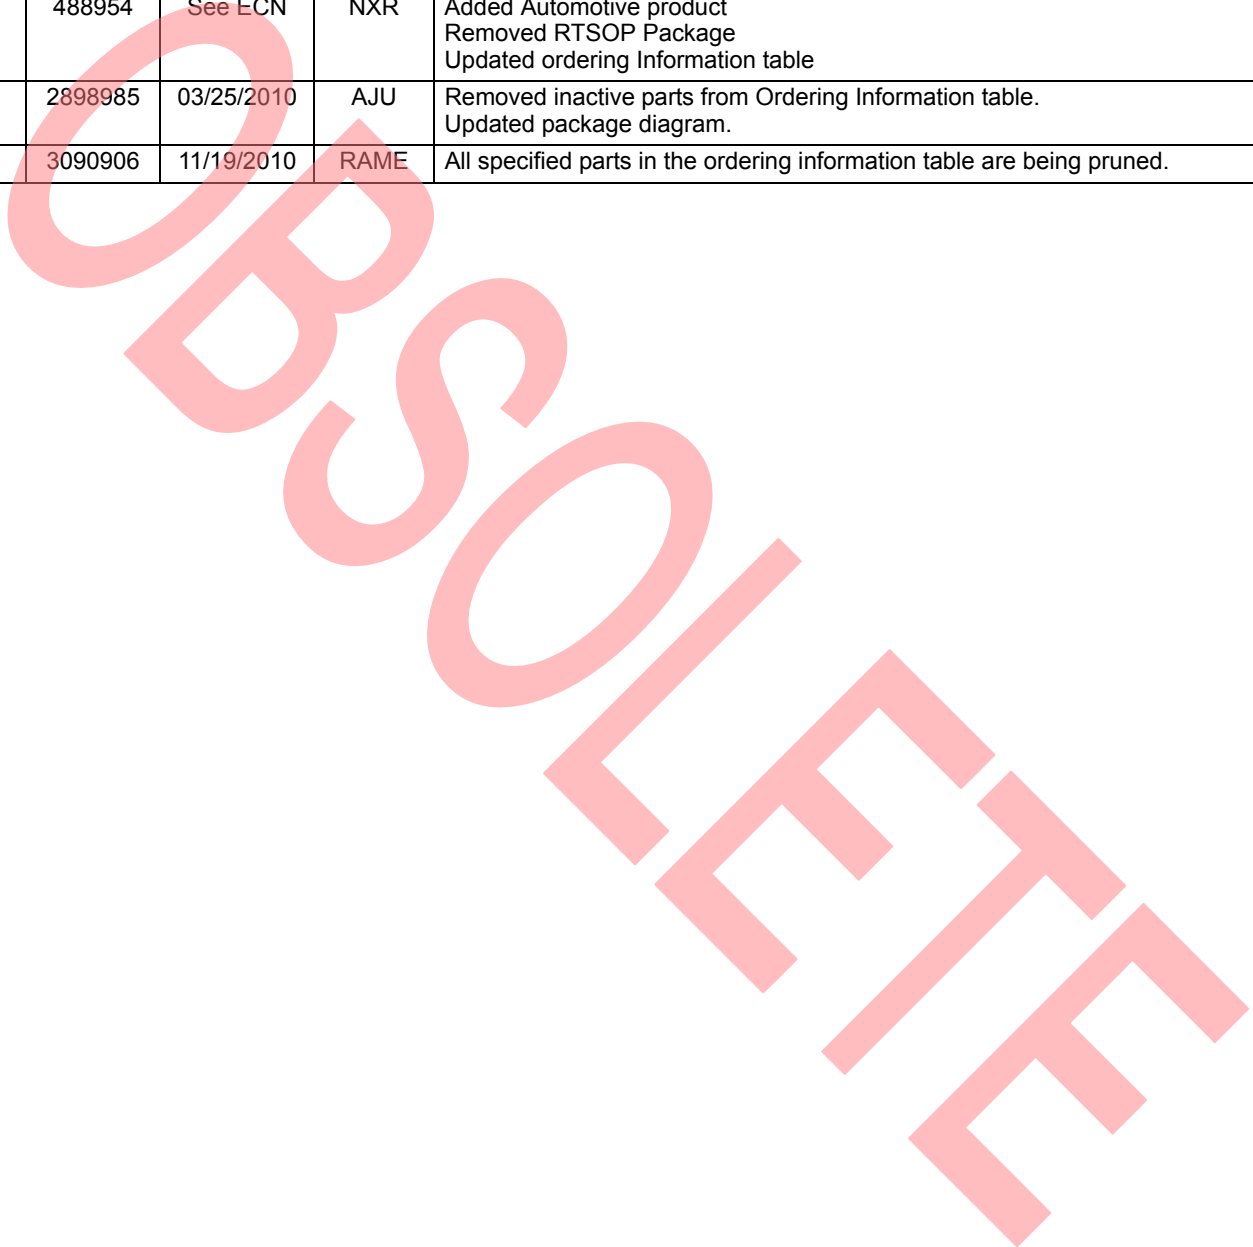 488954 See ECN NXR Added Automotive product
Removed RTSOP Package
Updated ordering Information table
2898985 03/25/2010 AJU Removed inactive parts from Ordering Information table.
Updated package diagram.
3090906 11/19/2010 RAME All specified parts in the ordering information table are being pruned.
OBSOLETE